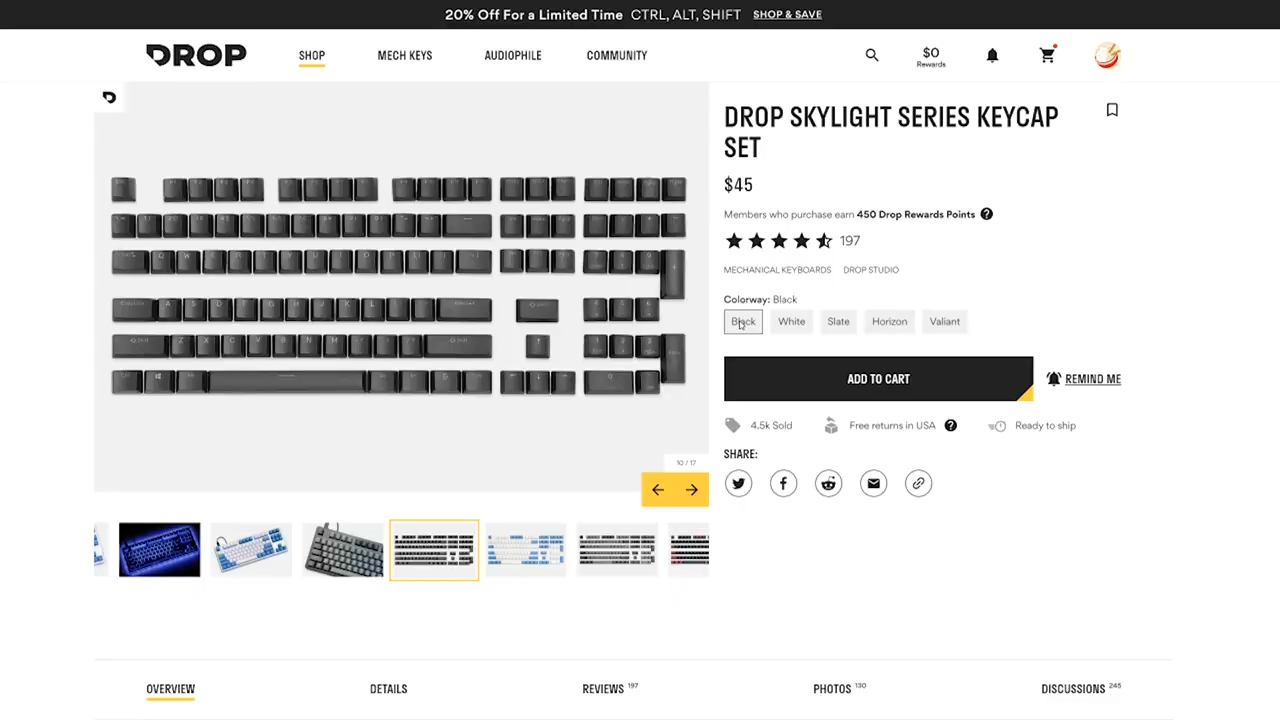 20% Off For a Limited Time CTRL, ALT, SHIFT SHOP & SAVE
DROP SHOP MECH KEYS AUDIOPHILE COMMUNITY $0
Rewards
DROP SKYLIGHT SERIES KEYCAP
SET
$45
Members who purchase earn 450 Drop Rewards Points ?
197
MECHANICAL KEYBOARDS DROP STUDIO
Colorway: Black
Black White Slate Horizon Valiant
ADD TO CART REMIND ME
4.5k Sold Free returns in USA ? Ready to ship
SHARE:
10 / 17
OVERVIEW DETAILS REVIEWS 197 PHOTOS 130 DISCUSSIONS 245